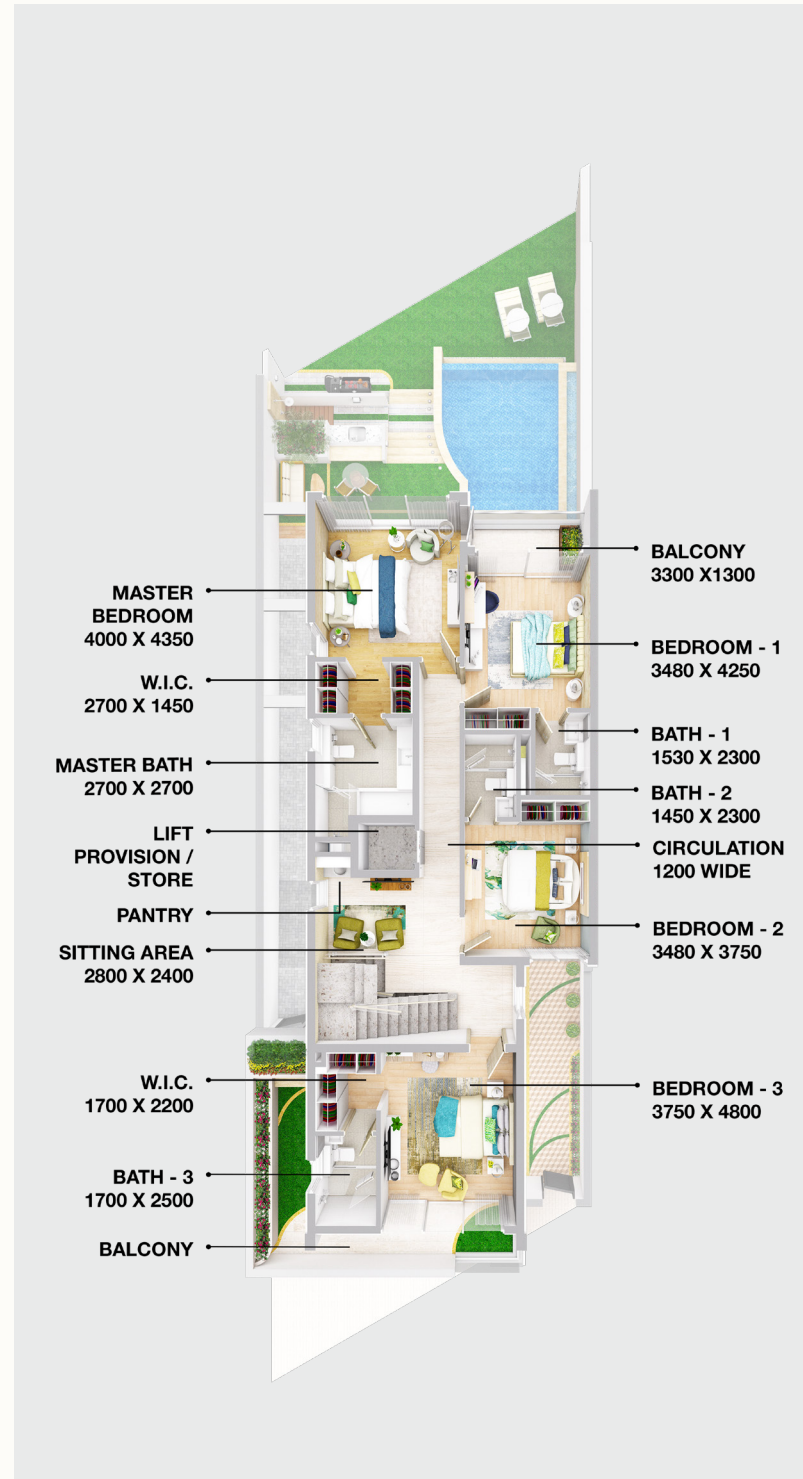 MASTER
BEDROOM
4000 X 4350
W.I.C.
2700 X 1450
MASTER BATH
2700 X 2700
LIFT
PROVISION /
STORE
PANTRY
SITTING AREA
2800 X 2400
W.I.C.
1700 X 2200
BATH - 3
1700 X 2500
BALCONY
BALCONY
3300 X1300
BEDROOM - 1
3480 X 4250
BATH - 1
1530 X 2300
BATH - 2
1450 X 2300
CIRCULATION
1200 WIDE
BEDROOM - 2
3480 X 3750
BEDROOM - 3
3750 X 4800